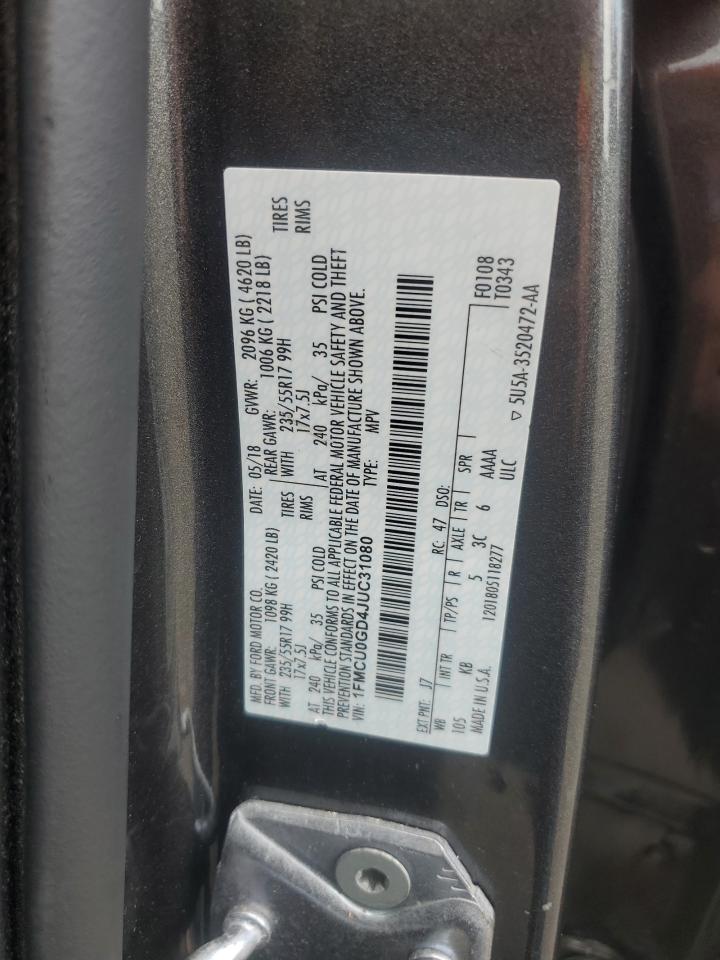 MFD. BY FORD MOTOR CO.
DATE: 05/18 GVWR: 2096 KG ( 4620 LB)
FRONT GAWR: 1098 KG ( 2420 LB) REAR GAWR: 1006 KG ( 2218 LB)
WITH 235/55R17 99H TIRES WITH 235/55R17 99H TIRES
17x7.5J RIMS 17x7.5J RIMS
AT 240 kPa/ 35 PSI COLD AT 240 kPa/ 35 PSI COLD
THIS VEHICLE CONFORMS TO ALL APPLICABLE FEDERAL MOTOR VEHICLE SAFETY AND THEFT
PREVENTION STANDARDS IN EFFECT ON THE DATE OF MANUFACTURE SHOWN ABOVE.
VIN: 1FMCU0GD4JUC31080 TYPE: MPV
EXT PNT: J7 RC: 47 DSO: F0108
WB INT TR TP/PS R AXLE TR SPR T0343
105 KB 5 3C 6 AAAA
MADE IN U.S.A. 1201805118277 ULC ▽ 5U5A-3520472-AA